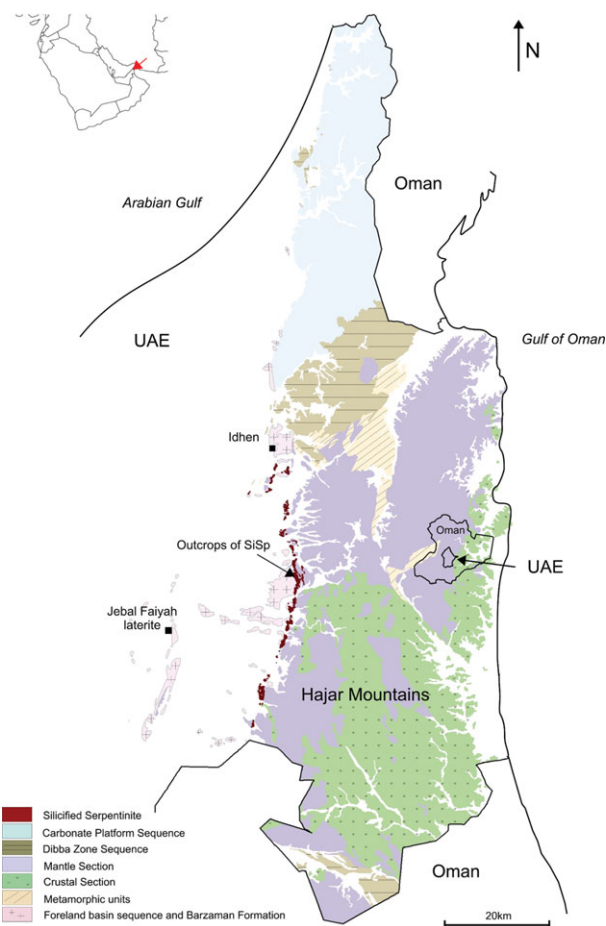 N
Oman
Arabian Gulf
UAE
Gulf of Oman
Idhen
Oman
Outcrops of SiSp
UAE
Jebal Faiyah
laterite
Hajar Mountains
Silicified Serpentinite
Carbonate Platform Sequence
Dibba Zone Sequence
Mantle Section
Crustal Section
Metamorphic units
Foreland basin sequence and Barzaman Formation
Oman
20km